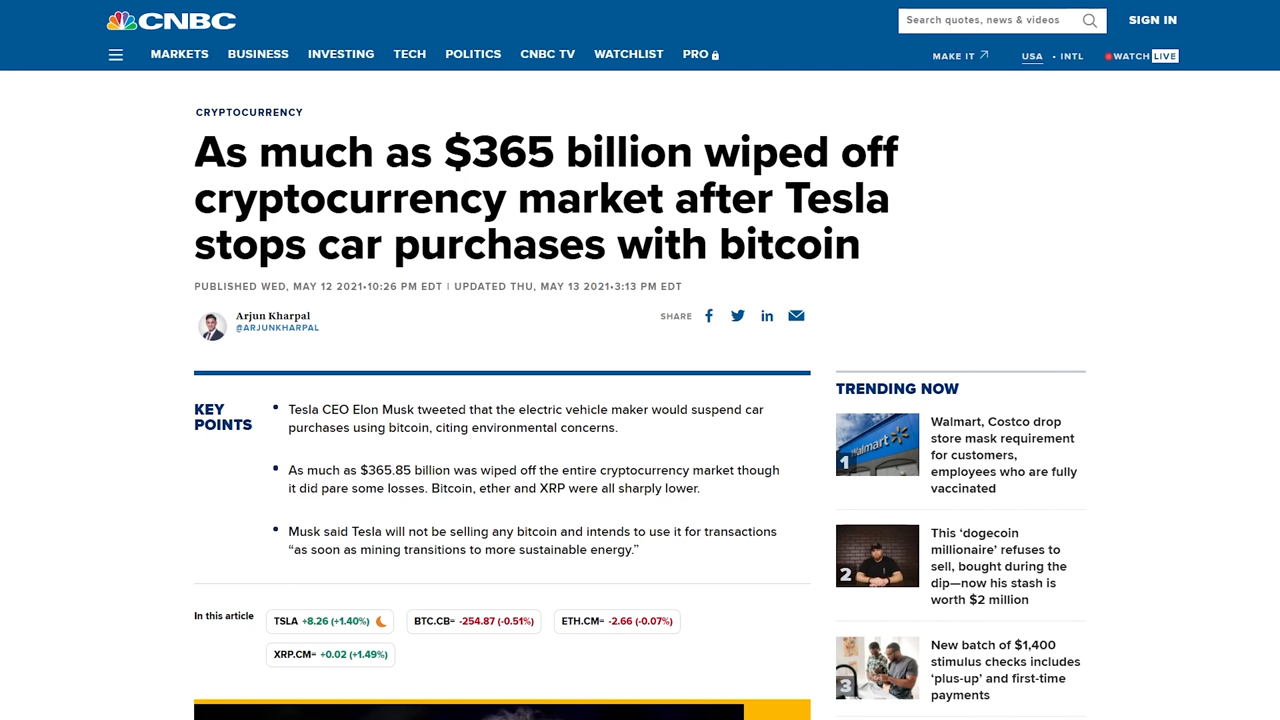 CNBC
Search quotes, news & videos
SIGN IN
MARKETS BUSINESS INVESTING TECH POLITICS CNBC TV WATCHLIST PRO
MAKE IT USA • INTL WATCH LIVE
CRYPTOCURRENCY
As much as $365 billion wiped off
cryptocurrency market after Tesla
stops car purchases with bitcoin
PUBLISHED WED, MAY 12 2021•10:26 PM EDT | UPDATED THU, MAY 13 2021•3:13 PM EDT
Arjun Kharpal
@ARJUNKHARPAL
SHARE
KEY
POINTS
• Tesla CEO Elon Musk tweeted that the electric vehicle maker would suspend car
purchases using bitcoin, citing environmental concerns.
• As much as $365.85 billion was wiped off the entire cryptocurrency market though
it did pare some losses. Bitcoin, ether and XRP were all sharply lower.
• Musk said Tesla will not be selling any bitcoin and intends to use it for transactions
“as soon as mining transitions to more sustainable energy.”
In this article
TSLA +8.26 (+1.40%)
BTC.CB= -254.87 (-0.51%)
ETH.CM= -2.66 (-0.07%)
XRP.CM= +0.02 (+1.49%)
TRENDING NOW
Walmart
1
Walmart, Costco drop
store mask requirement
for customers,
employees who are fully
vaccinated
2
This ‘dogecoin
millionaire’ refuses to
sell, bought during the
dip—now his stash is
worth $2 million
3
New batch of $1,400
stimulus checks includes
‘plus-up’ and first-time
payments